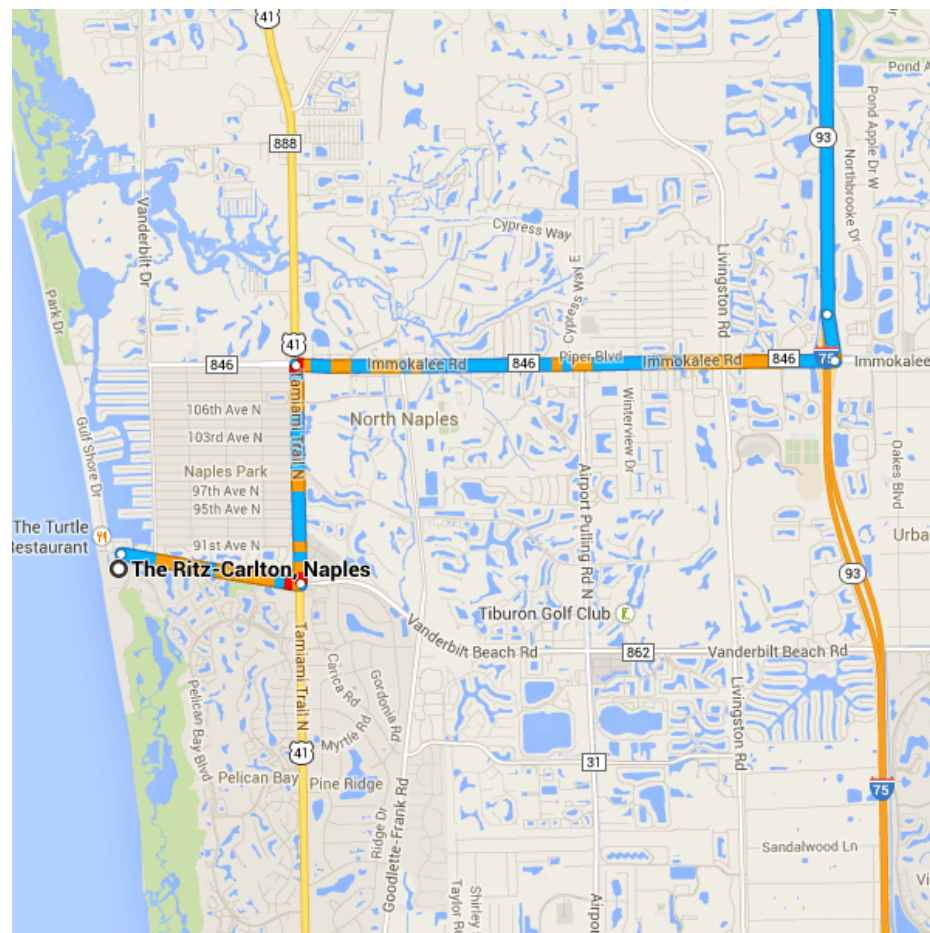 41
Pond A
93
888
Pond Apple Dr W
Northbrooke Dr
Vanderbilt Dr
Cypress Way
Cypress Way E
Livingston Rd
Park Dr
41
846
Immokalee Rd
846
Piper Blvd
Immokalee Rd
846
75
Immokalee
Tamiami Trail N
106th Ave N
North Naples
Winterview Dr
103rd Ave N
Gulf Shore Dr
Oakes Blvd
Naples Park
97th Ave N
95th Ave N
Airport Pulling Rd N
The Turtle
Restaurant
91st Ave N
Urba
The Ritz-Carlton, Naples
93
Tiburon Golf Club
Vanderbilt Beach Rd
862
Vanderbilt Beach Rd
Tamiami Trail N
Carica Rd
Gordonia Rd
Livingston Rd
Pelican Bay Blvd
Myrtle Rd
41
31
Pelican Bay
Pine Ridge
75
Goodlette-Frank Rd
Ridge Dr
Sandalwood Ln
Vi
Taylor Rd
Shirley S
Airpor